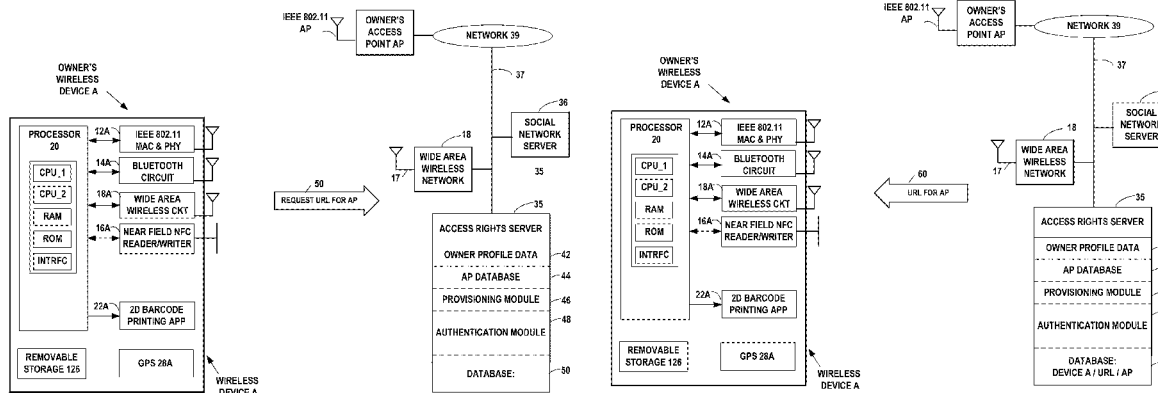 IEEE 802.11
AP
OWNER'S
ACCESS
POINT AP
NETWORK 39
37
36
SOCIAL
NETWORK
SERVER
35
18
WIDE AREA
WIRELESS
NETWORK
17
OWNER'S
WIRELESS
DEVICE A
PROCESSOR
20
CPU_1
CPU_2
RAM
ROM
INTRFC
12A
IEEE 802.11
MAC & PHY
14A
BLUETOOTH
CIRCUIT
18A
WIDE AREA
WIRELESS CKT
16A
NEAR FIELD NFC
READER/WRITER
22A
2D BARCODE
PRINTING APP
REMOVABLE
STORAGE 126
GPS 28A
WIRELESS
DEVICE A
50
REQUEST URL FOR AP
35
ACCESS RIGHTS SERVER
OWNER PROFILE DATA
42
AP DATABASE
44
PROVISIONING MODULE
46
48
AUTHENTICATION MODULE
DATABASE:
50
IEEE 802.11
AP
OWNER'S
ACCESS
POINT AP
NETWORK 39
37
SOCIAL
NETWORK
SERVER
18
WIDE AREA
WIRELESS
NETWORK
17
OWNER'S
WIRELESS
DEVICE A
PROCESSOR
20
CPU_1
CPU_2
RAM
ROM
INTRFC
12A
IEEE 802.11
MAC & PHY
14A
BLUETOOTH
CIRCUIT
18A
WIDE AREA
WIRELESS CKT
16A
NEAR FIELD NFC
READER/WRITER
22A
2D BARCODE
PRINTING APP
REMOVABLE
STORAGE 126
GPS 28A
WIRELESS
DEVICE A
60
URL FOR AP
35
ACCESS RIGHTS SERVER
OWNER PROFILE DATA
AP DATABASE
PROVISIONING MODULE
AUTHENTICATION MODULE
DATABASE:
DEVICE A / URL / AP